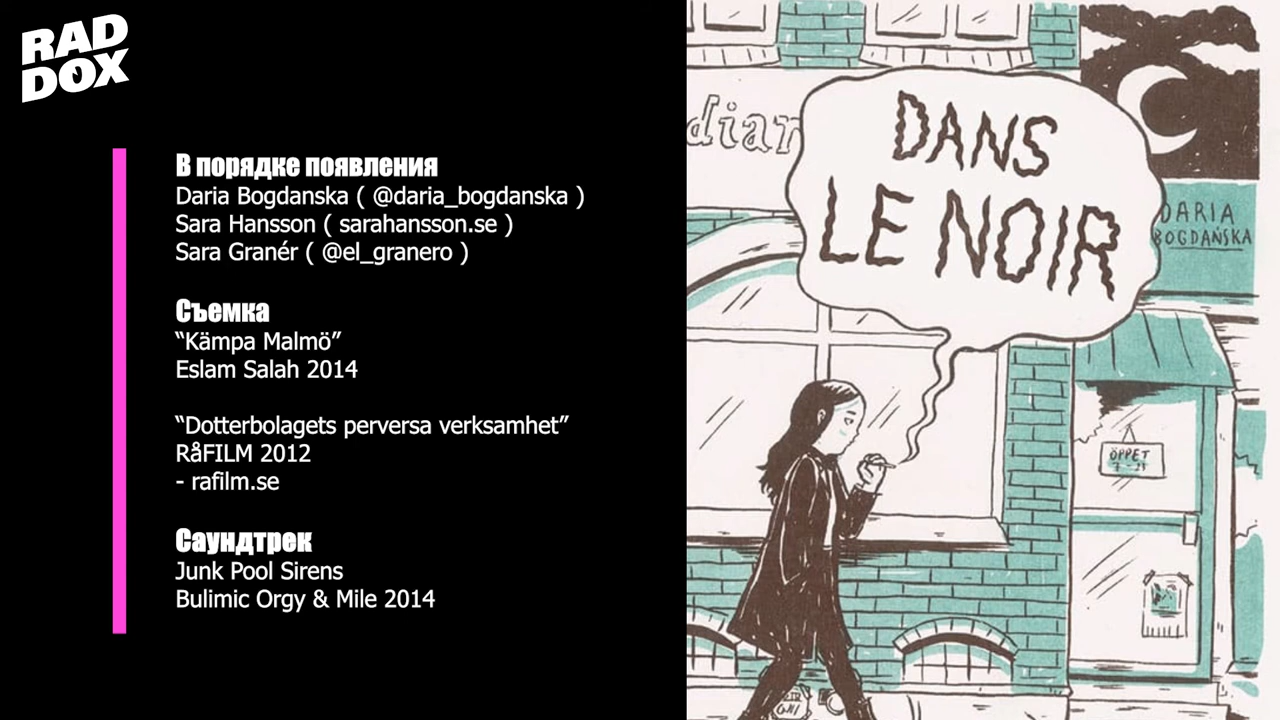 RAD
DOX
В порядке появления
Daria Bogdanska ( @daria_bogdanska )
Sara Hansson ( sarahansson.se )
Sara Granér ( @el_granero )
Съемка
“Kämpa Malmö”
Eslam Salah 2014
“Dotterbolagets perversa verksamhet”
RåFILM 2012
- rafilm.se
Саундтрек
Junk Pool Sirens
Bulimic Orgy & Mile 2014
dian
DANS
LE NOIR
DARIA
BOGDAŃSKA
ÖPPET